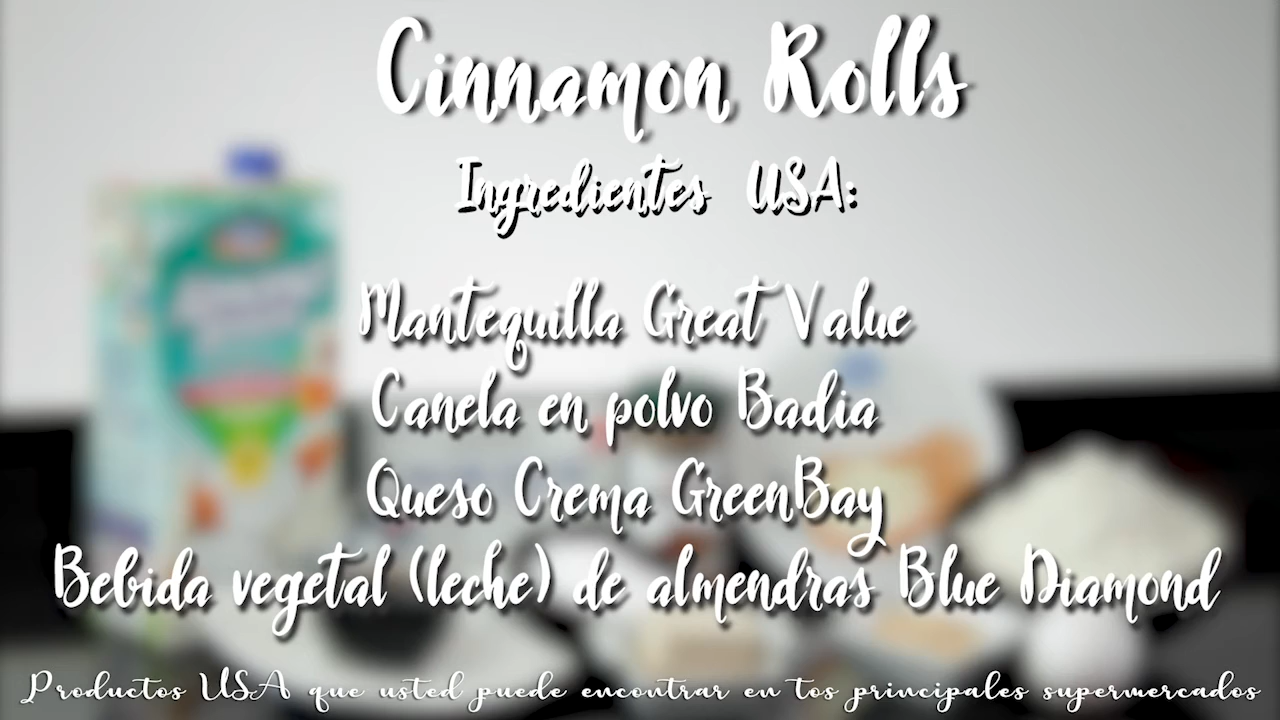 Cinnamon Rolls
Ingredientes USA:
Mantequilla Great Value
Canela en polvo Badia
Queso Crema GreenBay
Bebida vegetal (leche) de almendras Blue Diamond
Productos USA que usted puede encontrar en los principales supermercados